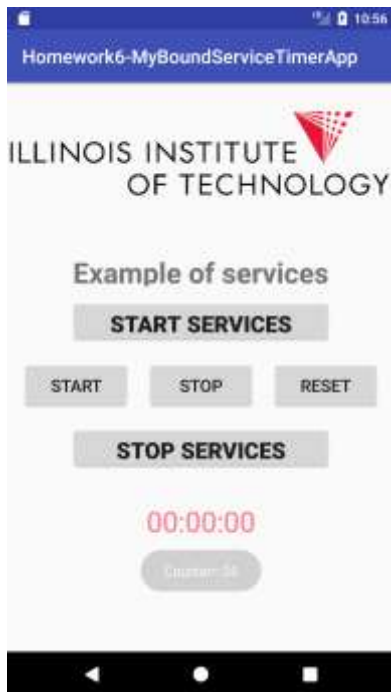 10:56
Homework6-MyBoundServiceTimerApp
ILLINOIS INSTITUTE
OF TECHNOLOGY
Example of services
START SERVICES
START STOP RESET
STOP SERVICES
00:00:00